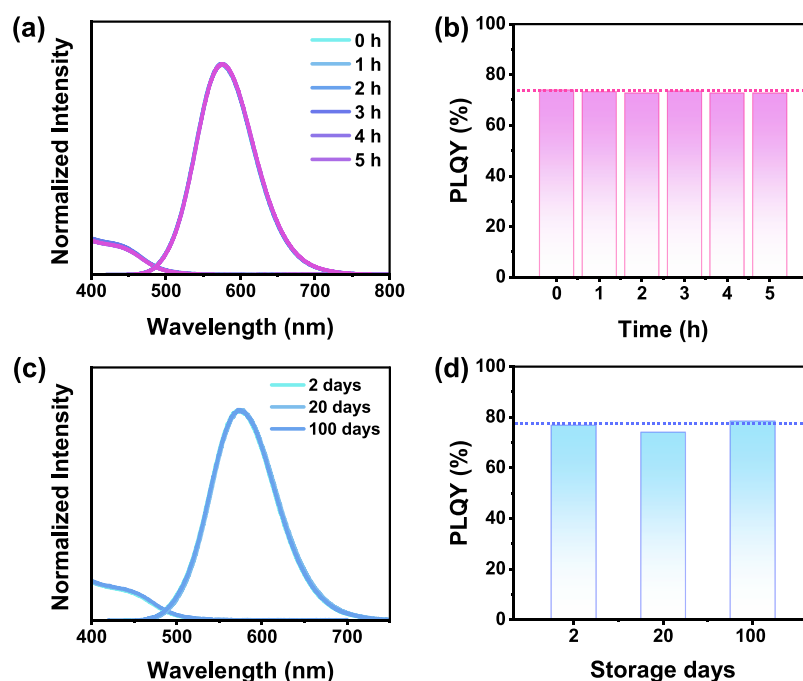 (a)
Normalized Intensity
0 h
1 h
2 h
3 h
4 h
5 h
400 500 600 700 800
Wavelength (nm)
(b)
PLQY (%)
100
80
60
40
20
0
0 1 2 3 4 5
Time (h)
(c)
Normalized Intensity
2 days
20 days
100 days
400 500 600 700
Wavelength (nm)
(d)
PLQY (%)
100
80
60
40
20
0
2 20 100
Storage days